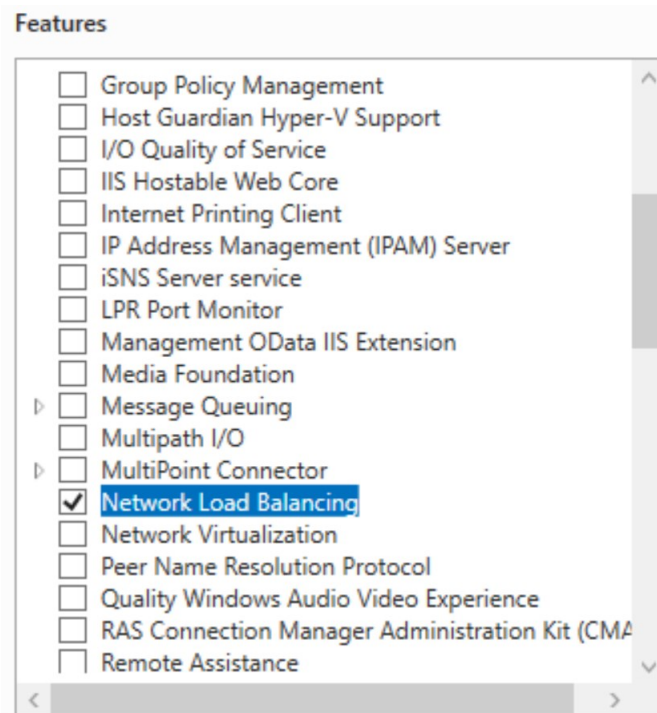 Features
Group Policy Management
Host Guardian Hyper-V Support
I/O Quality of Service
IIS Hostable Web Core
Internet Printing Client
IP Address Management (IPAM) Server
iSNS Server service
LPR Port Monitor
Management OData IIS Extension
Media Foundation
Message Queuing
Multipath I/O
MultiPoint Connector
Network Load Balancing
Network Virtualization
Peer Name Resolution Protocol
Quality Windows Audio Video Experience
RAS Connection Manager Administration Kit (CMA
Remote Assistance